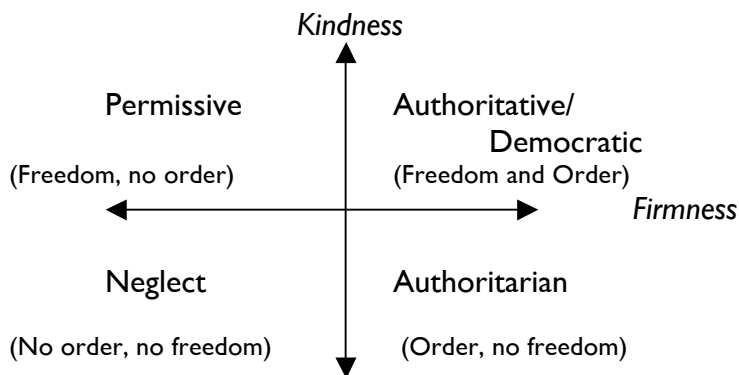 Kindness
Permissive
Authoritative/
Democratic
(Freedom, no order)
(Freedom and Order)
Firmness
Neglect
Authoritarian
(No order, no freedom)
(Order, no freedom)